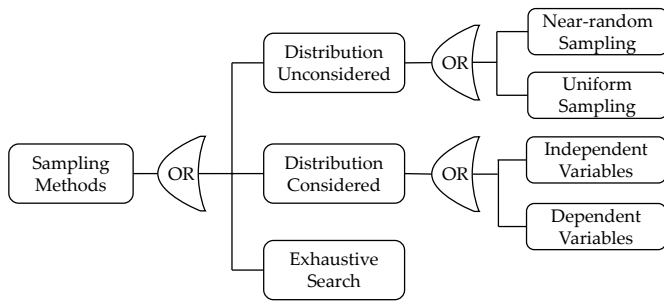 Near-random
Sampling
Distribution
Unconsidered
OR
Uniform
Sampling
Sampling
Methods
OR
Distribution
Considered
OR
Independent
Variables
Dependent
Variables
Exhaustive
Search